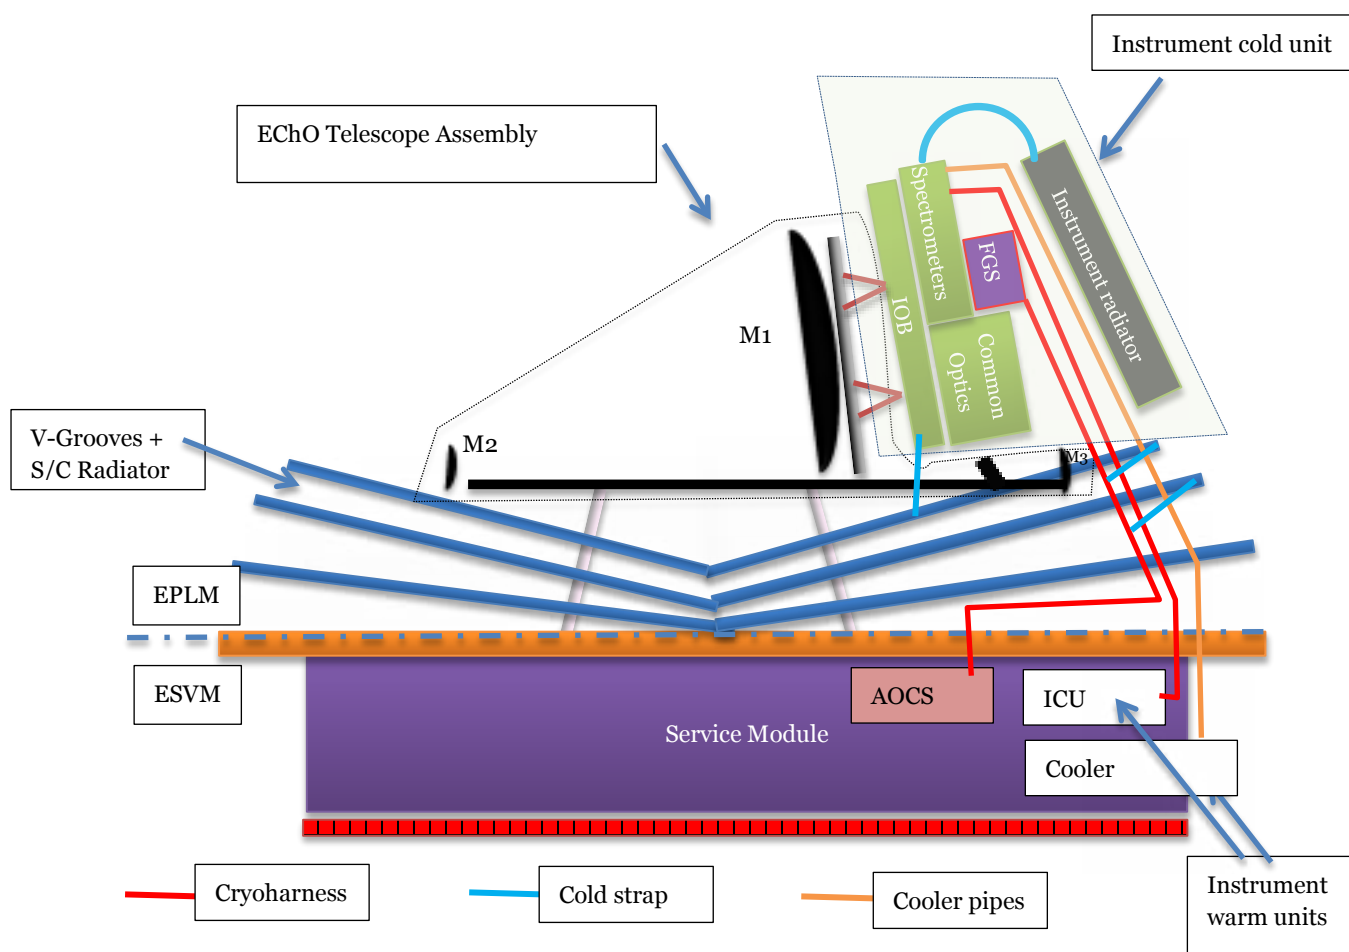 Instrument cold unit
EChO Telescope Assembly
Spectrometers
Instrument radiator
FGS
IOB
M1
Common
Optics
M2
M3
V-Grooves +
S/C Radiator
EPLM
ESVM
AOCS
ICU
Service Module
Cooler
Cryoharness
Cold strap
Cooler pipes
Instrument
warm units